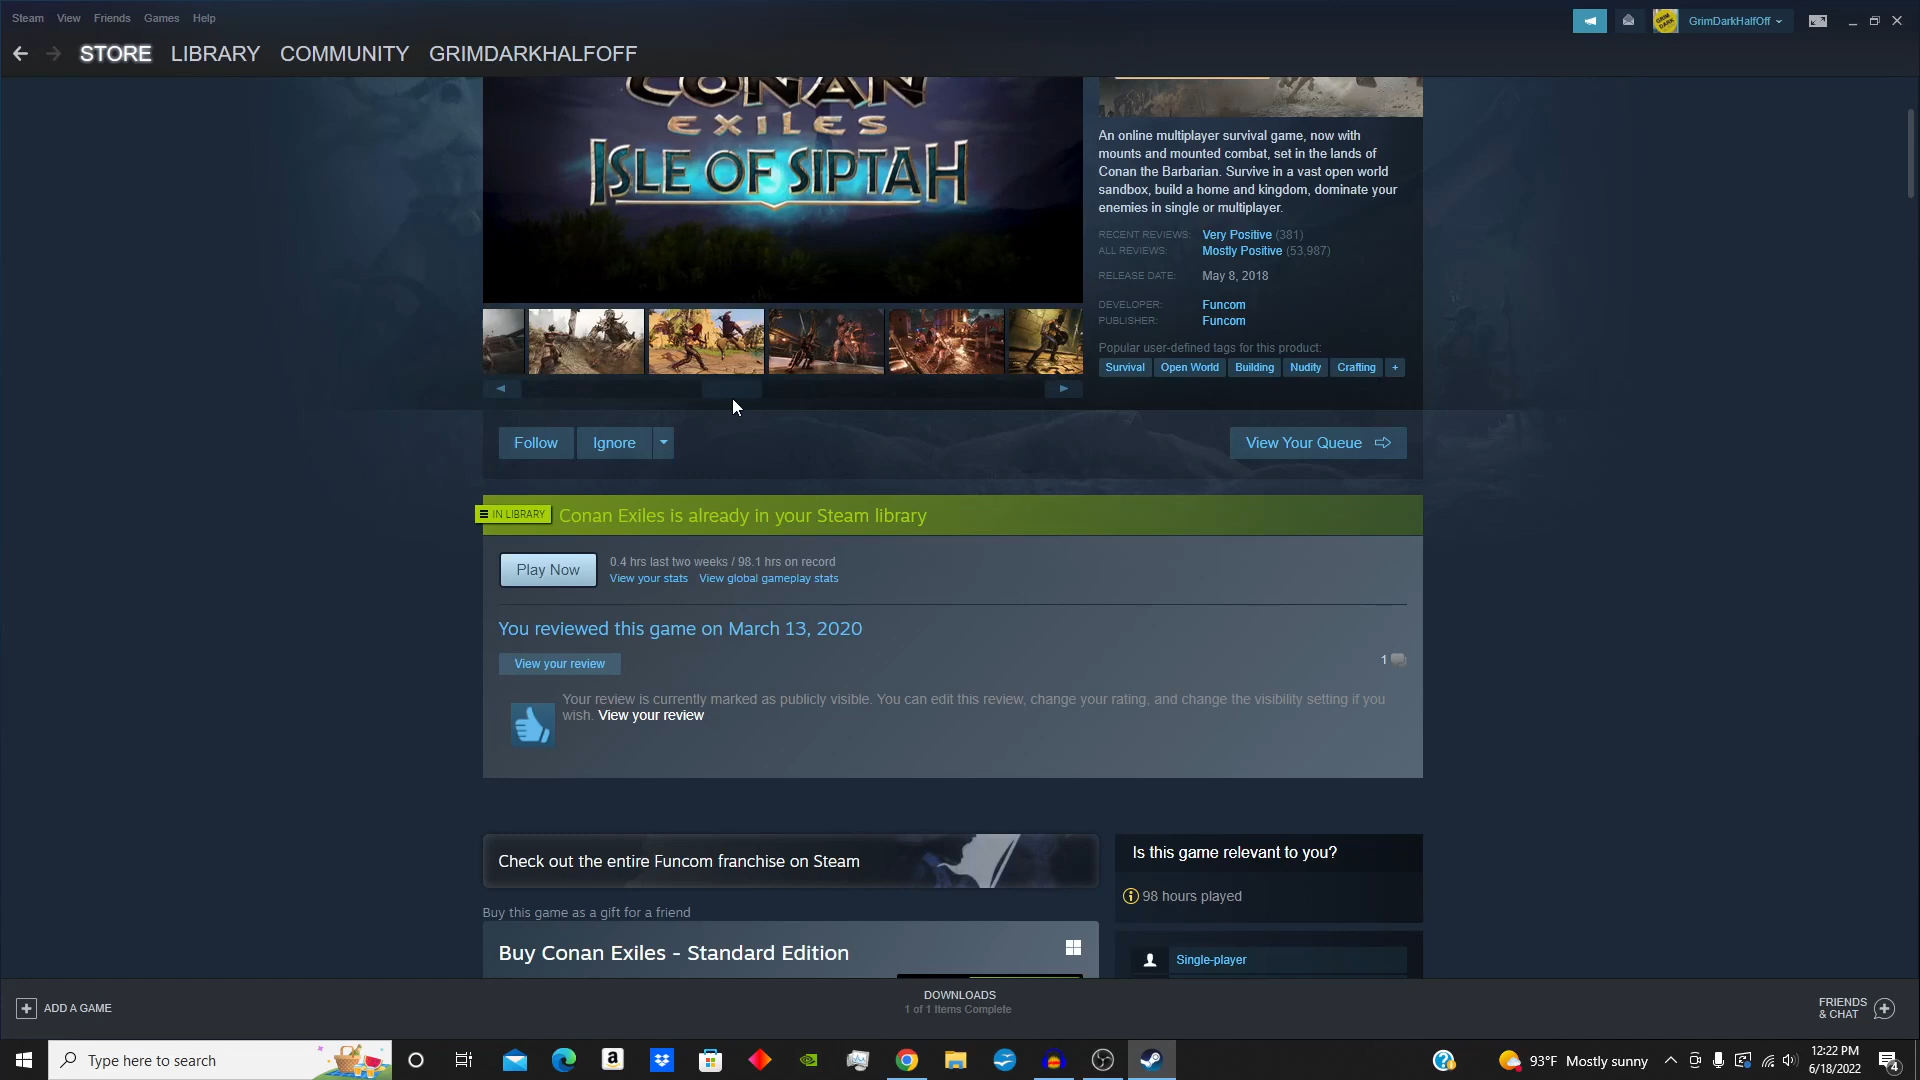 Steam View Friends Games Help
GrimDarkHalfOff
STORE LIBRARY COMMUNITY GRIMDARKHALFOFF
CONAN
EXILES
ISLE OF SIPTAH
An online multiplayer survival game, now with
mounts and mounted combat, set in the lands of
Conan the Barbarian. Survive in a vast open world
sandbox, build a home and kingdom, dominate your
enemies in single or multiplayer.
RECENT REVIEWS: Very Positive (381)
ALL REVIEWS: Mostly Positive (53,987)
RELEASE DATE: May 8, 2018
DEVELOPER: Funcom
PUBLISHER: Funcom
Popular user-defined tags for this product:
Survival Open World Building Nudity Crafting +
Follow Ignore View Your Queue
IN LIBRARY Conan Exiles is already in your Steam library
Play Now
0.4 hrs last two weeks / 98.1 hrs on record
View your stats View global gameplay stats
You reviewed this game on March 13, 2020
View your review 1
Your review is currently marked as publicly visible. You can edit this review, change your rating, and change the visibility setting if you
wish. View your review
Check out the entire Funcom franchise on Steam
Is this game relevant to you?
98 hours played
Buy this game as a gift for a friend
Buy Conan Exiles - Standard Edition
Single-player
ADD A GAME
DOWNLOADS
1 of 1 Items Complete
FRIENDS
& CHAT
Type here to search
93°F Mostly sunny
12:22 PM
6/18/2022
4